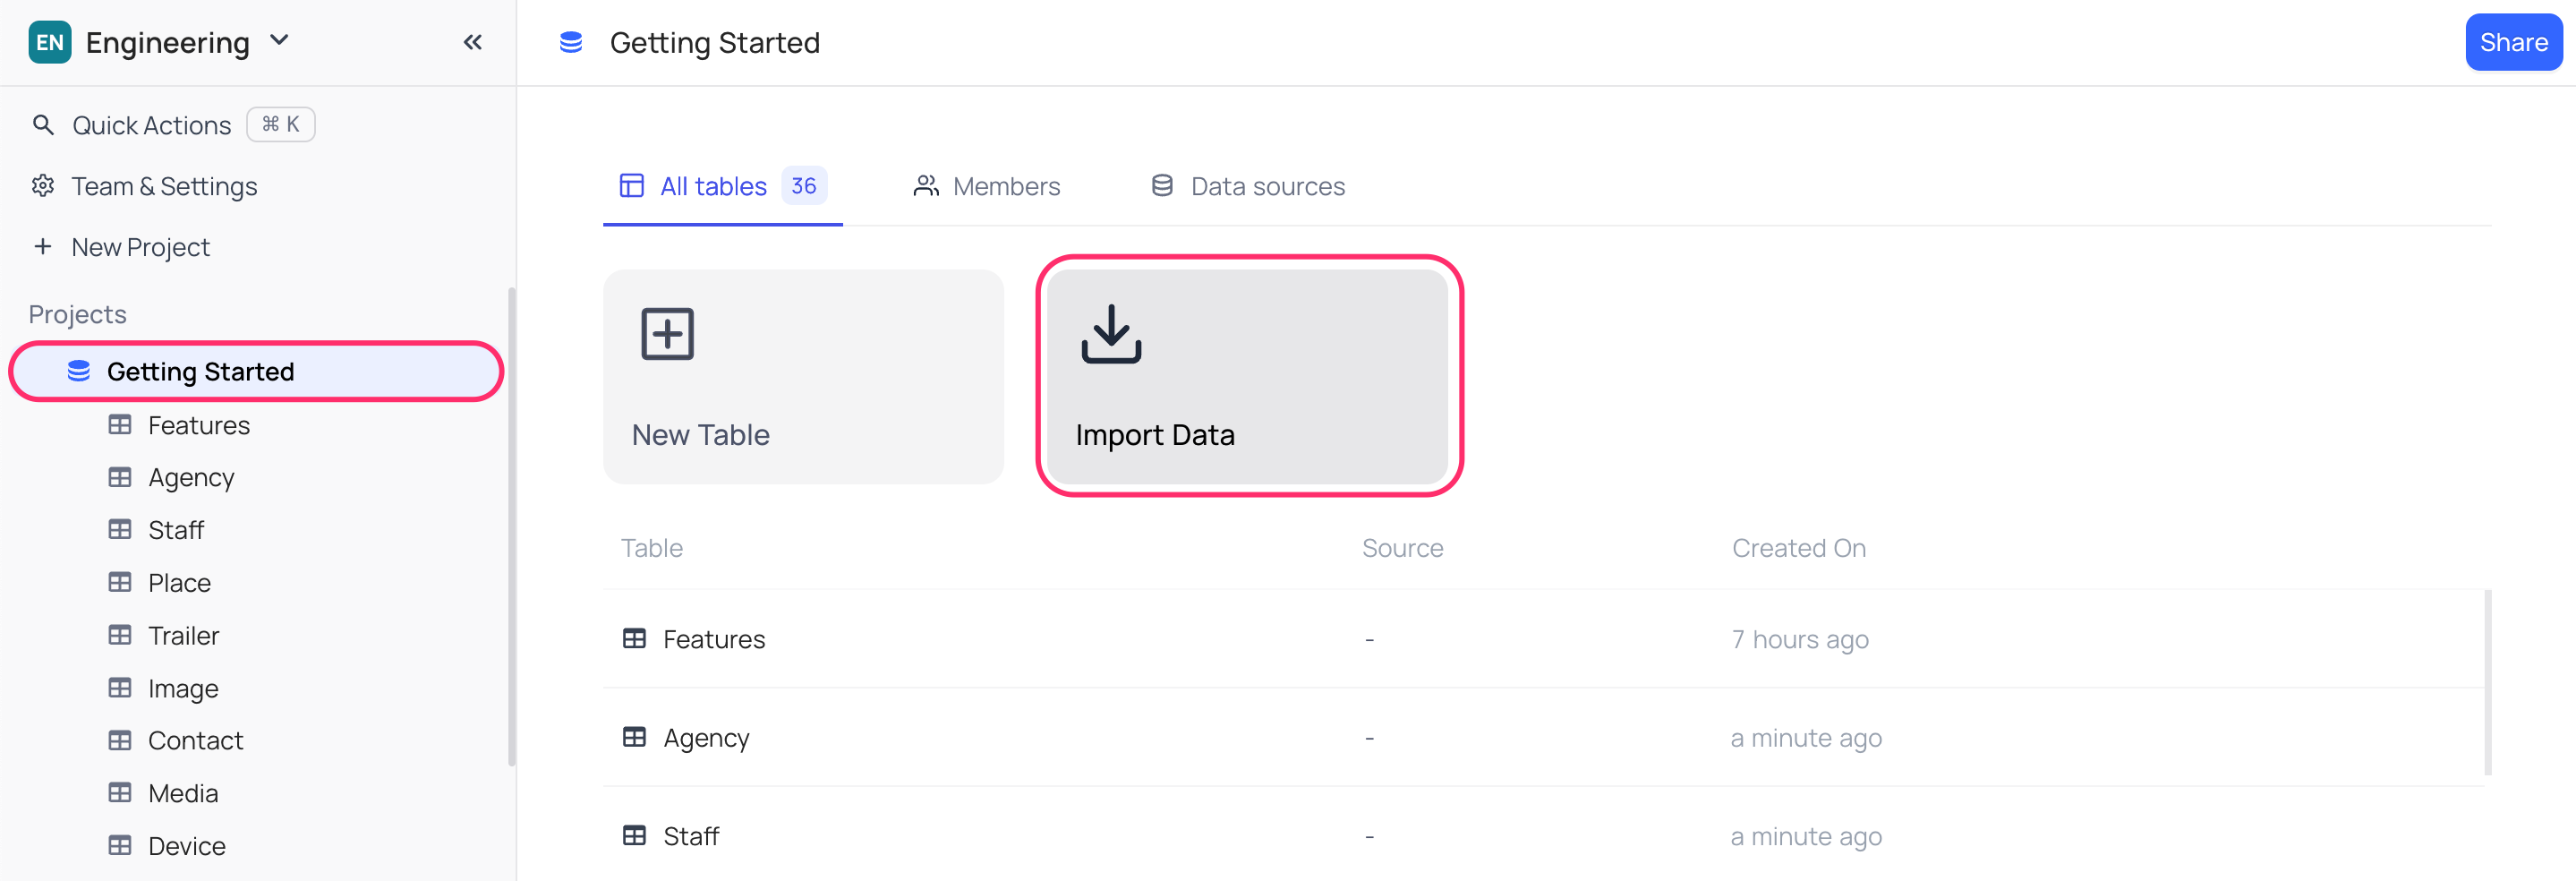 EN Engineering
Quick Actions ⌘ K
Team & Settings
New Project
Projects
Getting Started
Features
Agency
Staff
Place
Trailer
Image
Contact
Media
Device
Getting Started
Share
All tables 36 Members Data sources
New Table
Import Data
Table Source Created On
Features - 7 hours ago
Agency - a minute ago
Staff - a minute ago